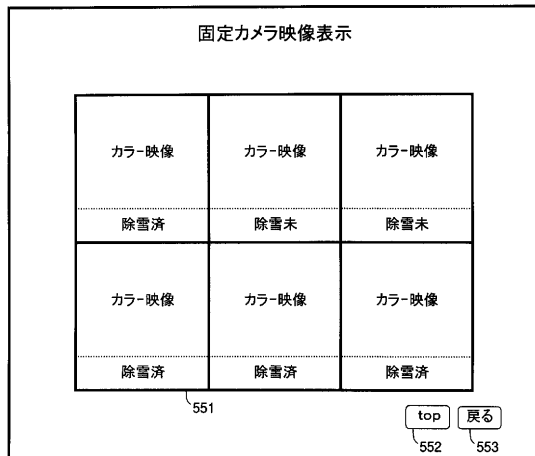 固定カメラ映像表示
カラー映像 カラー映像 カラー映像
除雪済 除雪未 除雪未
カラー映像 カラー映像 カラー映像
除雪済 除雪済 除雪済
551
top 戻る
552 553